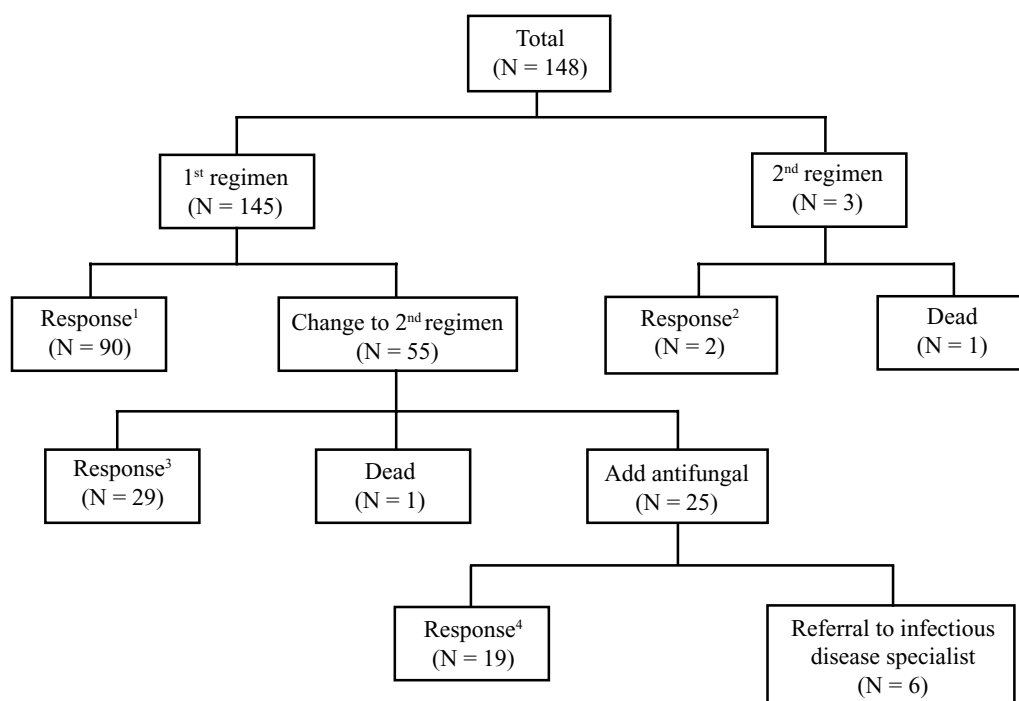 Total
(N = 148)
1st regimen
(N = 145)
2nd regimen
(N = 3)
Response1
(N = 90)
Change to 2nd regimen
(N = 55)
Response2
(N = 2)
Dead
(N = 1)
Response3
(N = 29)
Dead
(N = 1)
Add antifungal
(N = 25)
Response4
(N = 19)
Referral to infectious
disease specialist
(N = 6)